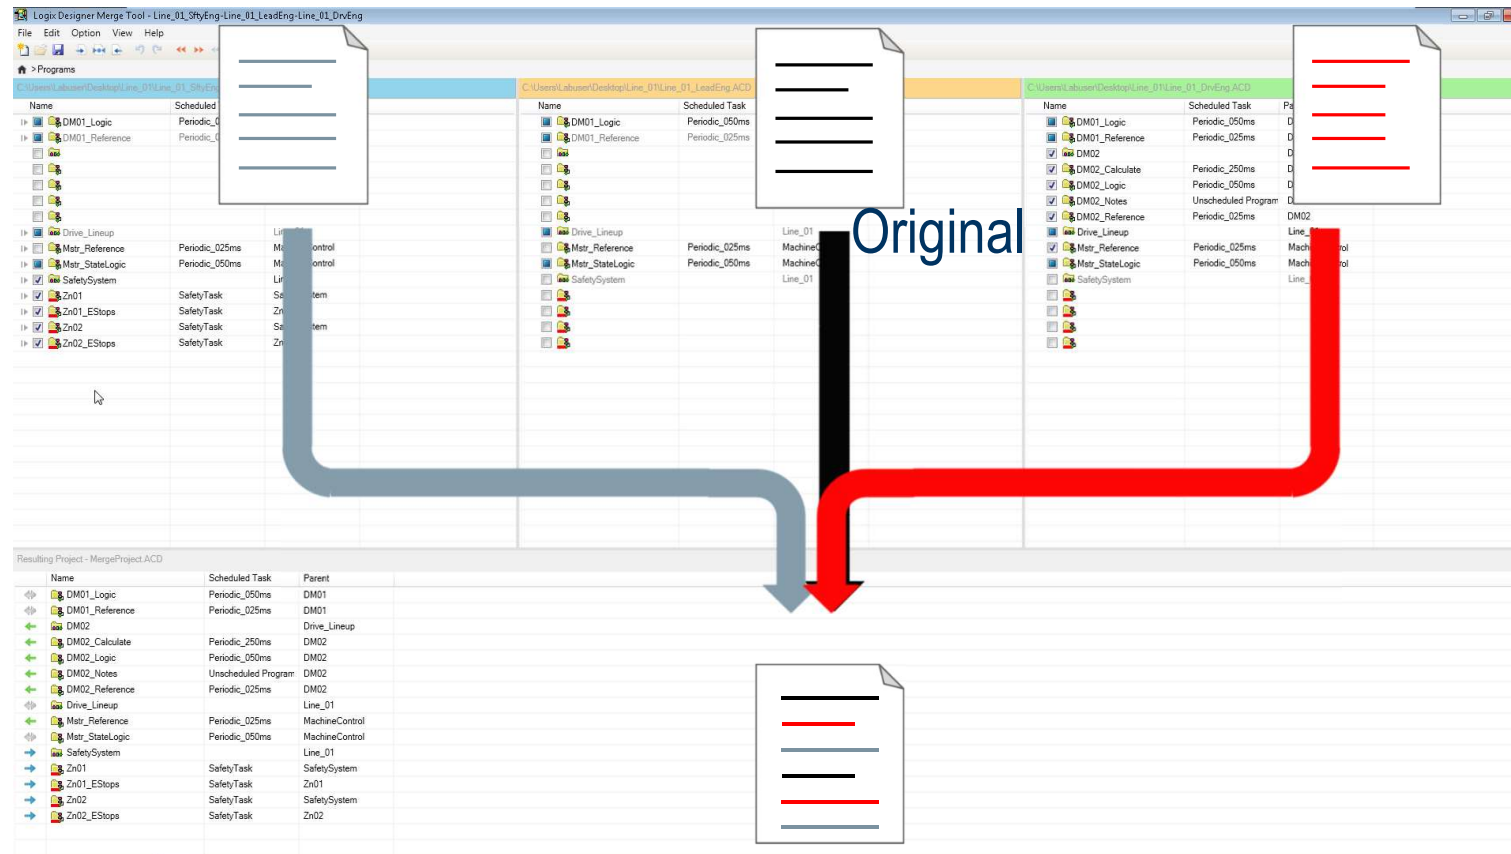 Logix Designer Merge Tool - Line_01_SftyEng-Line_01_LeadEng-Line_01_DrvEng
File Edit Option View Help
> Programs
C:\Users\Labuser\Desktop\Line_01\Line_01_SftyEng
Name Scheduled
DM01_Logic
DM01_Reference
Drive_Lineup
Mstr_Reference Periodic_025ms
Mstr_StateLogic Periodic_050ms
SafetySystem
Zn01 SafetyTask
Zn01_EStops SafetyTask
Zn02 SafetyTask
Zn02_EStops SafetyTask
C:\Users\Labuser\Desktop\Line_01\Line_01_LeadEng.ACD
Name Scheduled Task
DM01_Logic Periodic_050ms
DM01_Reference Periodic_025ms
Drive_Lineup Line_01
Mstr_Reference Periodic_025ms
Mstr_StateLogic Periodic_050ms
SafetySystem Line_01
Original
C:\Users\Labuser\Desktop\Line_01\Line_01_DrvEng.ACD
Name Scheduled Task
DM01_Logic Periodic_050ms
DM01_Reference Periodic_025ms
DM02
DM02_Calculate Periodic_250ms
DM02_Logic Periodic_050ms
DM02_Notes Unscheduled Program
DM02_Reference Periodic_025ms DM02
Drive_Lineup
Mstr_Reference Periodic_025ms
Mstr_StateLogic Periodic_050ms
SafetySystem
Resulting Project - MergeProject.ACD
Name Scheduled Task Parent
DM01_Logic Periodic_050ms DM01
DM01_Reference Periodic_025ms DM01
DM02 Drive_Lineup
DM02_Calculate Periodic_250ms DM02
DM02_Logic Periodic_050ms DM02
DM02_Notes Unscheduled Program DM02
DM02_Reference Periodic_025ms DM02
Drive_Lineup Line_01
Mstr_Reference Periodic_025ms MachineControl
Mstr_StateLogic Periodic_050ms MachineControl
SafetySystem Line_01
Zn01 SafetyTask SafetySystem
Zn01_EStops SafetyTask Zn01
Zn02 SafetyTask SafetySystem
Zn02_EStops SafetyTask Zn02